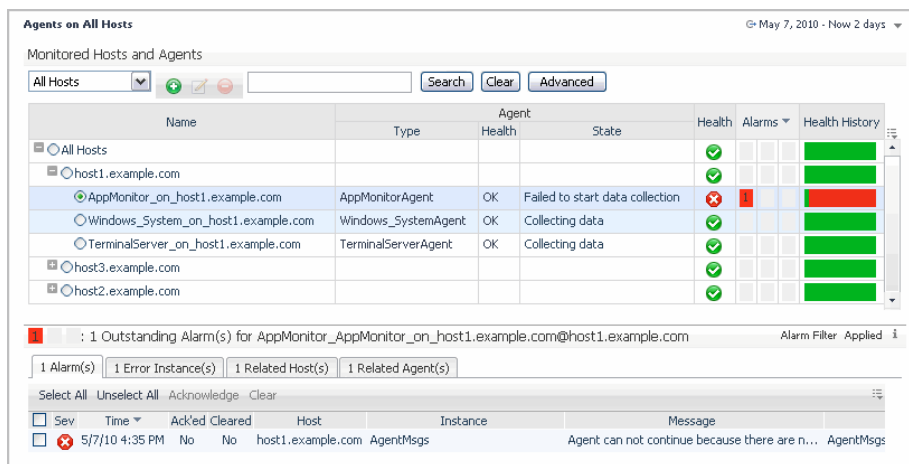 Agents on All Hosts May 7, 2010 - Now 2 days
Monitored Hosts and Agents
All Hosts Search Clear Advanced
Name Agent Health Alarms Health History
Type Health State
All Hosts
host1.example.com
AppMonitor_on_host1.example.com AppMonitorAgent OK Failed to start data collection 1
Windows_System_on_host1.example.com Windows_SystemAgent OK Collecting data
TerminalServer_on_host1.example.com TerminalServerAgent OK Collecting data
host3.example.com
host2.example.com
1 : 1 Outstanding Alarm(s) for AppMonitor_AppMonitor_on_host1.example.com@host1.example.com Alarm Filter Applied i
1 Alarm(s) 1 Error Instance(s) 1 Related Host(s) 1 Related Agent(s)
Select All Unselect All Acknowledge Clear
Sev Time Ack'ed Cleared Host Instance Message
5/7/10 4:35 PM No No host1.example.com AgentMsgs Agent can not continue because there are n... AgentMsgs